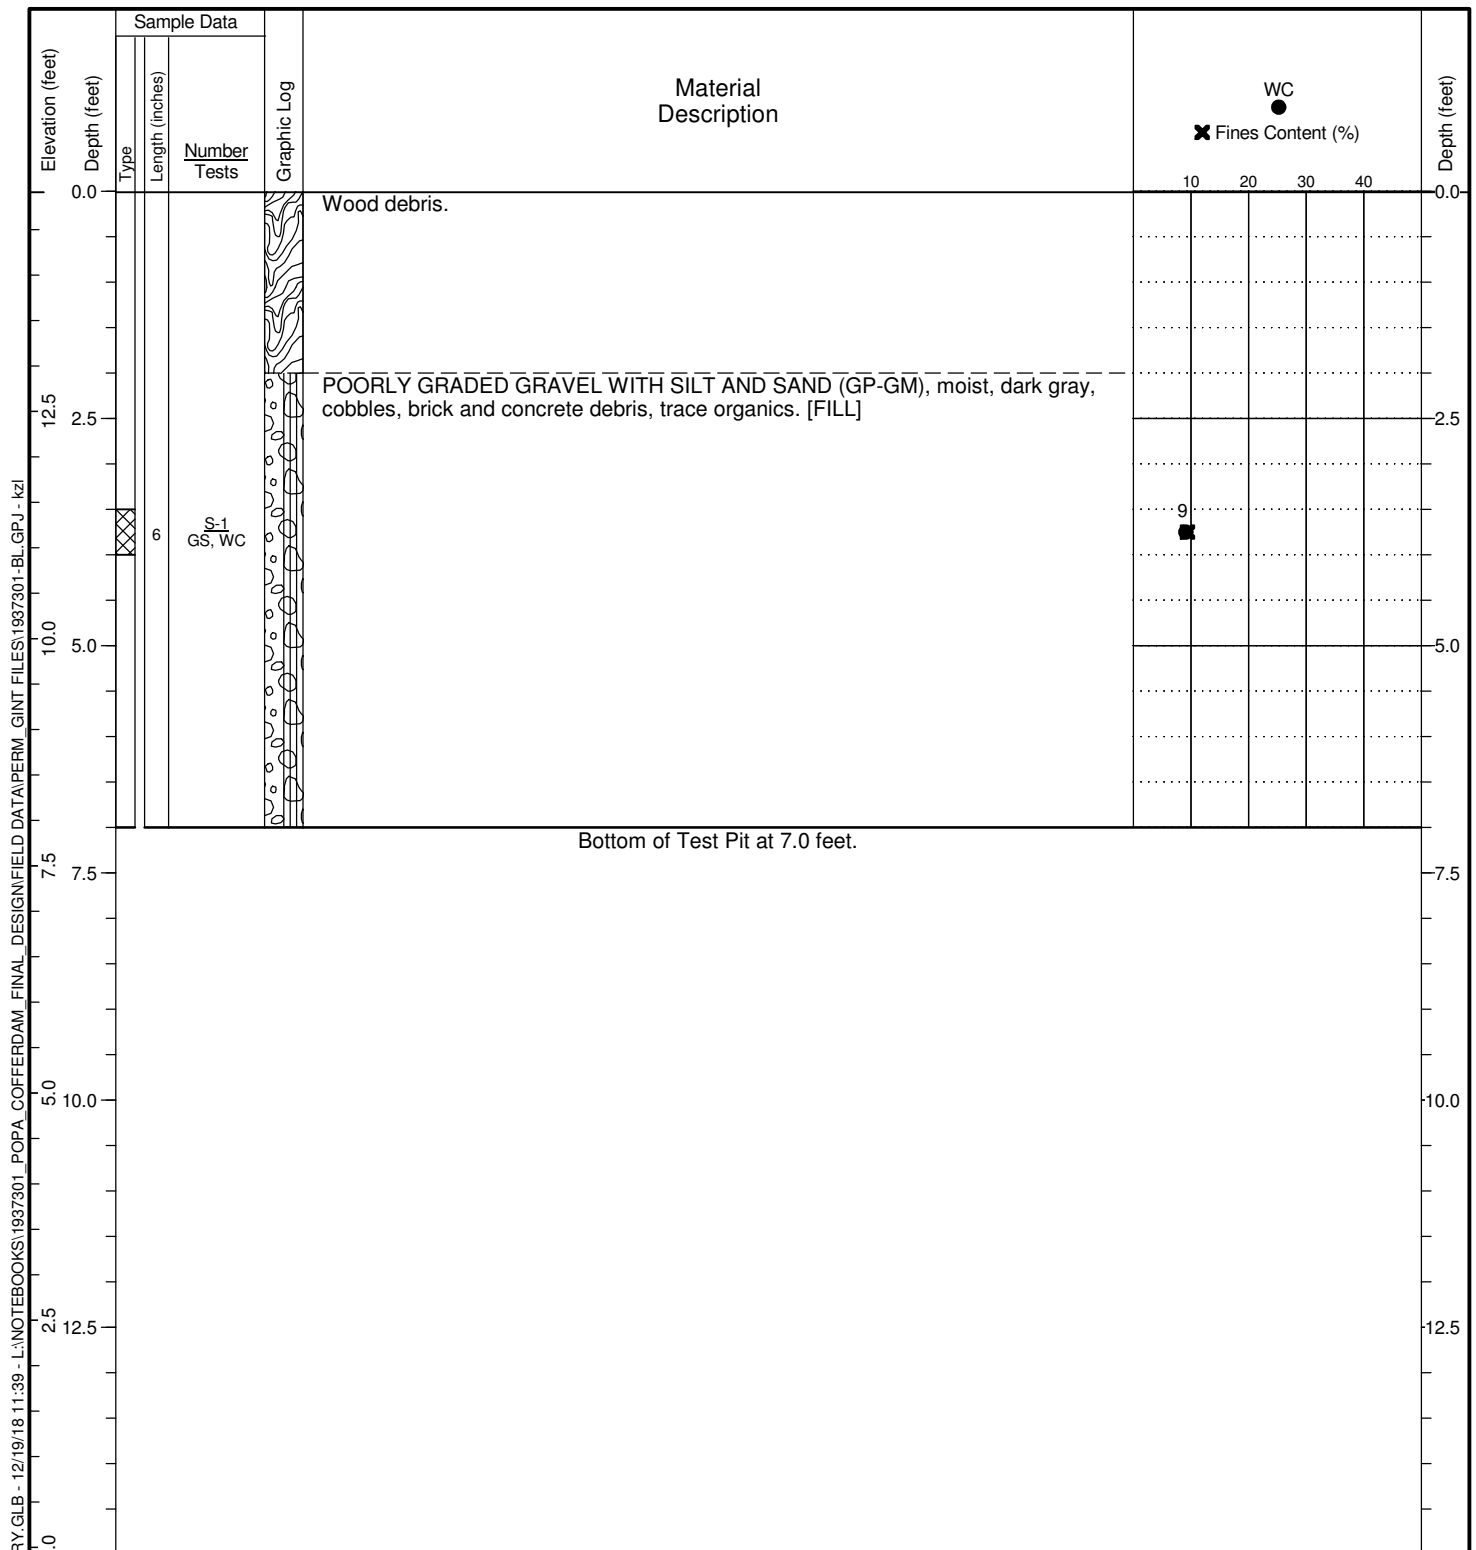 Sample Data
Elevation (feet)
Depth (feet)
Type
Length (inches)
Number
Tests
Graphic Log
Material
Description
WC
Fines Content (%)
Depth (feet)
10 20 30 40
0.0 0.0
Wood debris.
POORLY GRADED GRAVEL WITH SILT AND SAND (GP-GM), moist, dark gray,
cobbles, brick and concrete debris, trace organics. [FILL]
12.5 2.5 2.5
9
6 S-1
GS, WC
10.0 5.0 5.0
Bottom of Test Pit at 7.0 feet.
7.5 7.5 7.5
5.0 10.0 10.0
2.5 12.5 12.5
.0
RY.GLB - 12/19/18 11:39 - L:\NOTEBOOKS\1937301_POPA_COFFERDAM_FINAL_DESIGN\FIELD DATA\PERM_GINT FILES\1937301-BL.GPJ - kzl